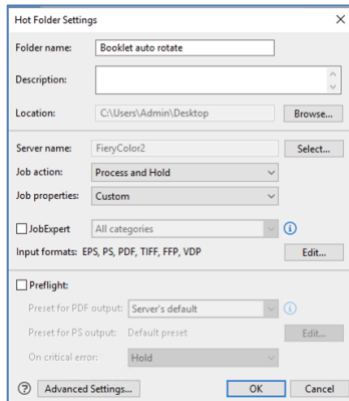 Hot Folder Settings
Folder name: Booklet auto rotate
Description:
Location: C:\Users\Admin\Desktop Browse...
Server name: FieryColor2 Select...
Job action: Process and Hold
Job properties: Custom
JobExpert All categories
Input formats: EPS, PS, PDF, TIFF, FFP, VDP Edit...
Preflight:
Preset for PDF output: Server's default
Preset for PS output: Default preset Edit...
On critical error: Hold
Advanced Settings... OK Cancel